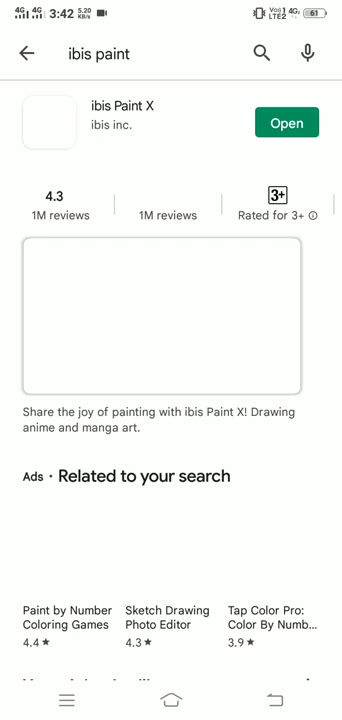 4G 4G 3:42 5.20 KB/s 61
ibis paint
ibis Paint X
ibis inc.
Open
4.3
1M reviews
1M reviews
3+
Rated for 3+
Share the joy of painting with ibis Paint X! Drawing
anime and manga art.
Ads · Related to your search
Paint by Number
Coloring Games
4.4★
Sketch Drawing
Photo Editor
4.3★
Tap Color Pro:
Color By Numb...
3.9★